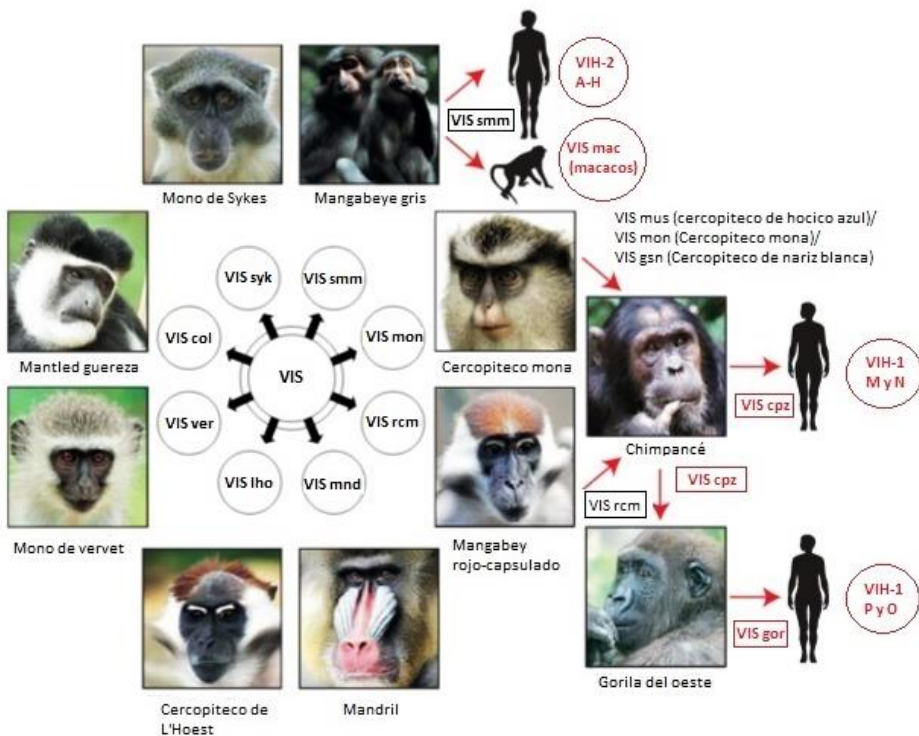 VIH-2
A-H
VIS smm
VIS mac
(macacos)
Mono de Sykes
Mangabeye gris
VIS mus (cercopiteco de hocico azul)/
VIS mon (Cercopiteco mona)/
VIS gsn (Cercopiteco de nariz blanca)
VIS syk
VIS smm
VIS col
VIS mon
VIS
VIS ver
VIS rcm
VIS lho
VIS mnd
Mantled guereza
Cercopiteco mona
VIH-1
M y N
VIS cpz
Chimpancé
VIS cpz
VIS rcm
Mono de vervet
Mangabey
rojo-capsulado
VIH-1
P y O
VIS gor
Gorila del oeste
Cercopiteco de
L'Hoest
Mandril